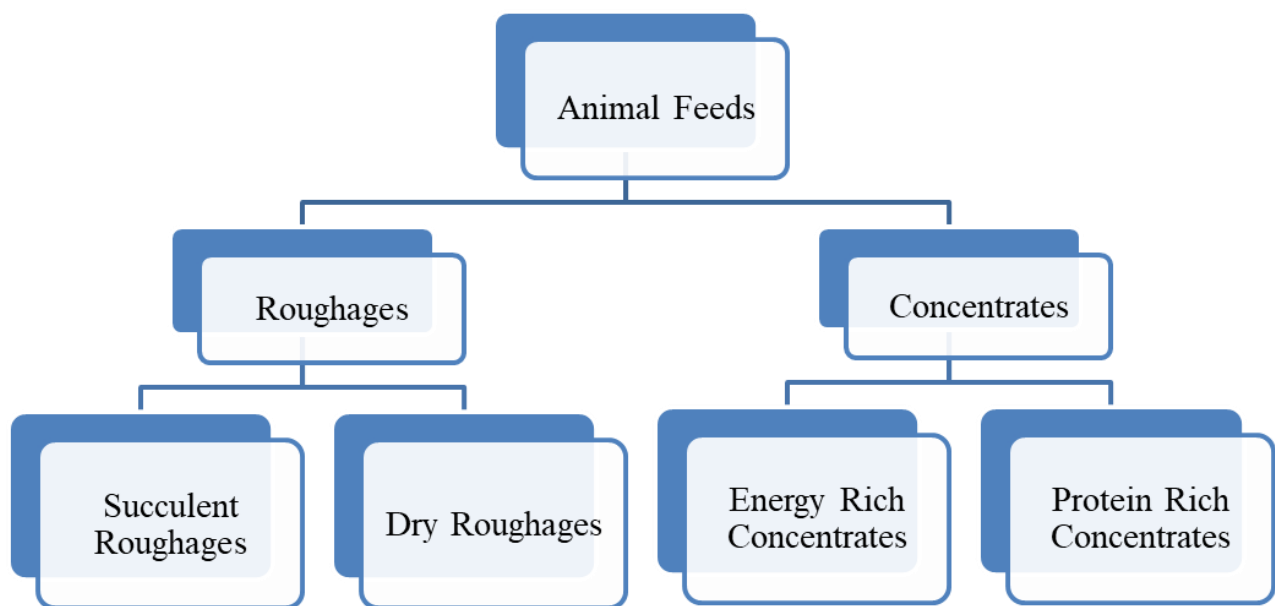 Animal Feeds
Roughages
Concentrates
Succulent
Roughages
Dry Roughages
Energy Rich
Concentrates
Protein Rich
Concentrates